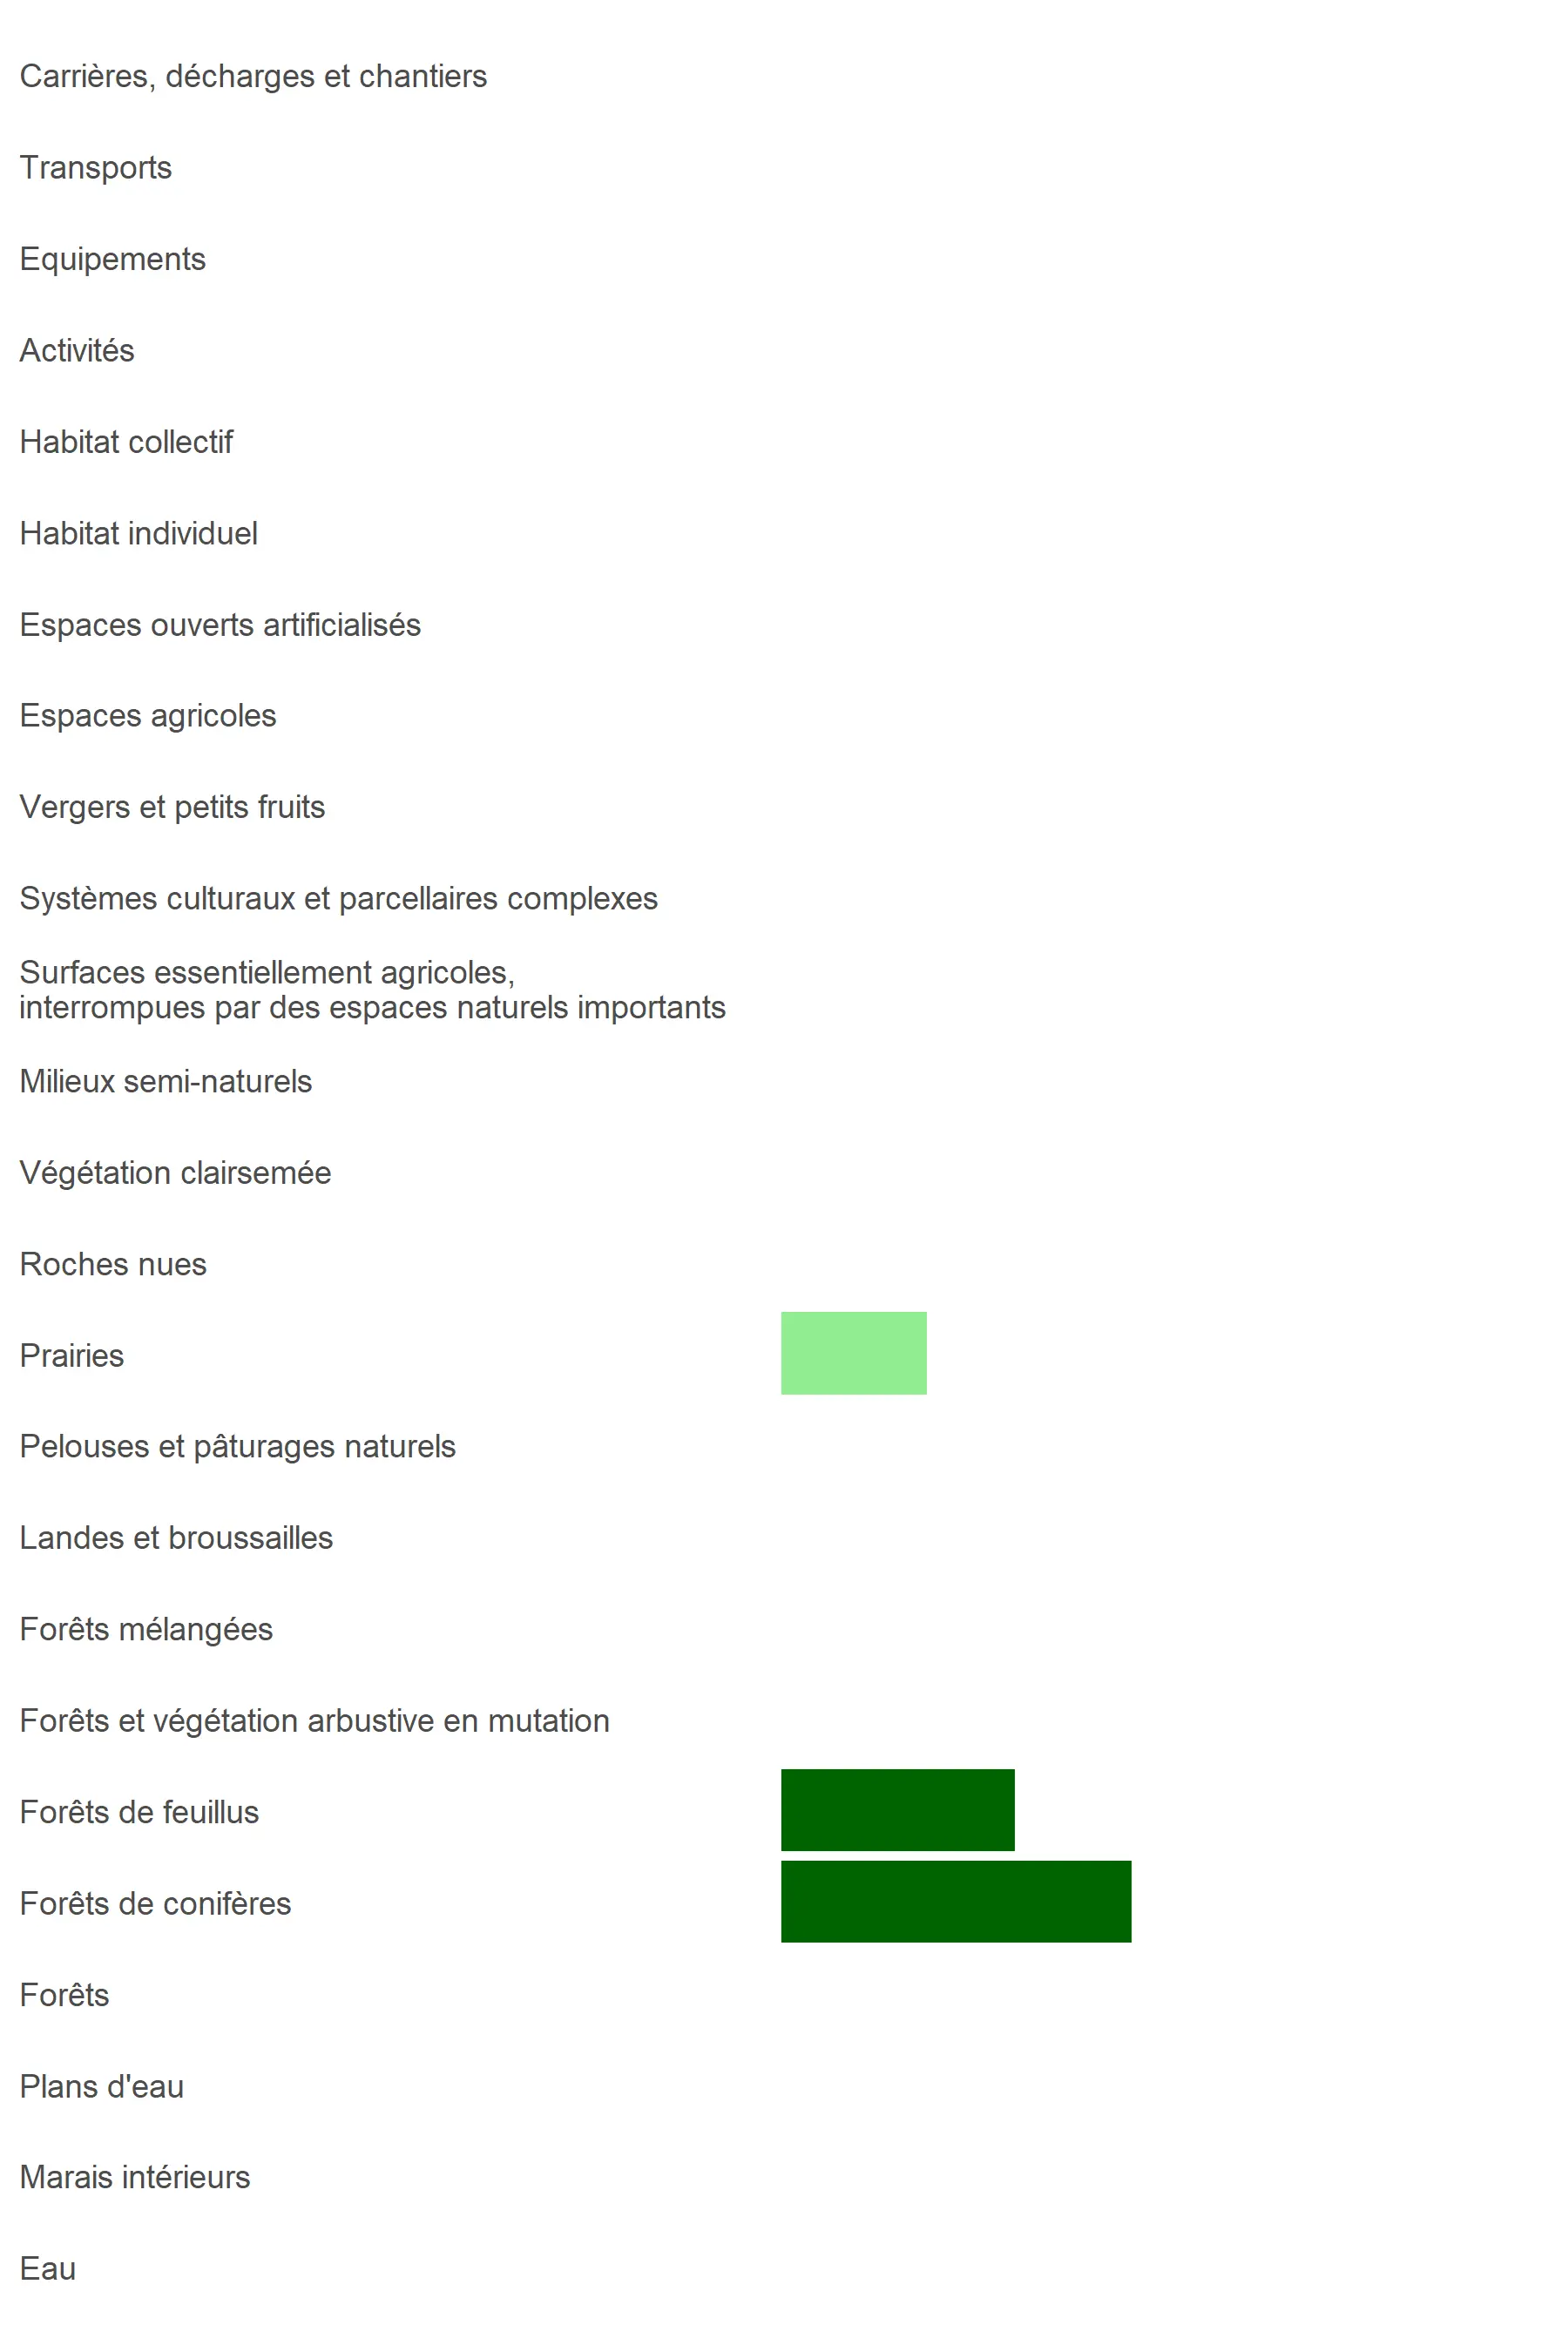 Carrières, décharges et chantiers
Transports
Equipements
Activités
Habitat collectif
Habitat individuel
Espaces ouverts artificialisés
Espaces agricoles
Vergers et petits fruits
Systèmes culturaux et parcellaires complexes
Surfaces essentiellement agricoles,
interrompues par des espaces naturels importants
Milieux semi-naturels
Végétation clairsemée
Roches nues
Prairies
Pelouses et pâturages naturels
Landes et broussailles
Forêts mélangées
Forêts et végétation arbustive en mutation
Forêts de feuillus
Forêts de conifères
Forêts
Plans d'eau
Marais intérieurs
Eau